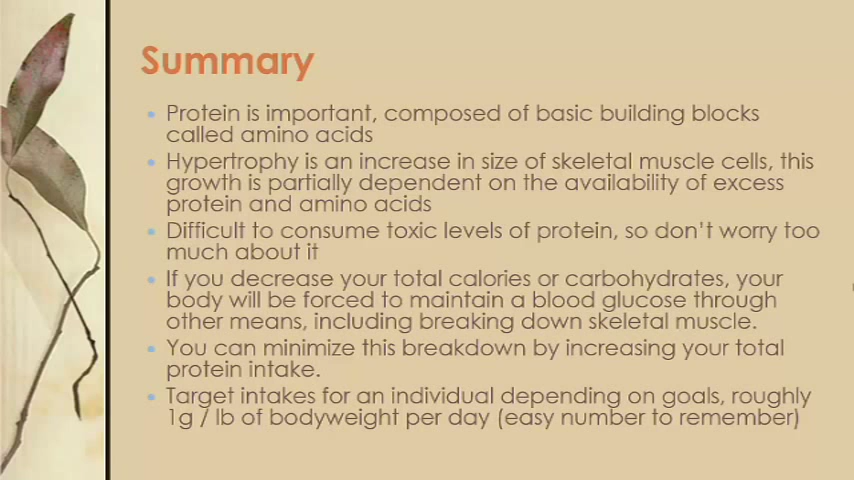 Summary
• Protein is important, composed of basic building blocks
called amino acids
• Hypertrophy is an increase in size of skeletal muscle cells, this
growth is partially dependent on the availability of excess
protein and amino acids
• Difficult to consume toxic levels of protein, so don't worry too
much about it
• If you decrease your total calories or carbohydrates, your
body will be forced to maintain a blood glucose through
other means, including breaking down skeletal muscle.
• You can minimize this breakdown by increasing your total
protein intake.
• Target intakes for an individual depending on goals, roughly
1g / lb of bodyweight per day (easy number to remember)